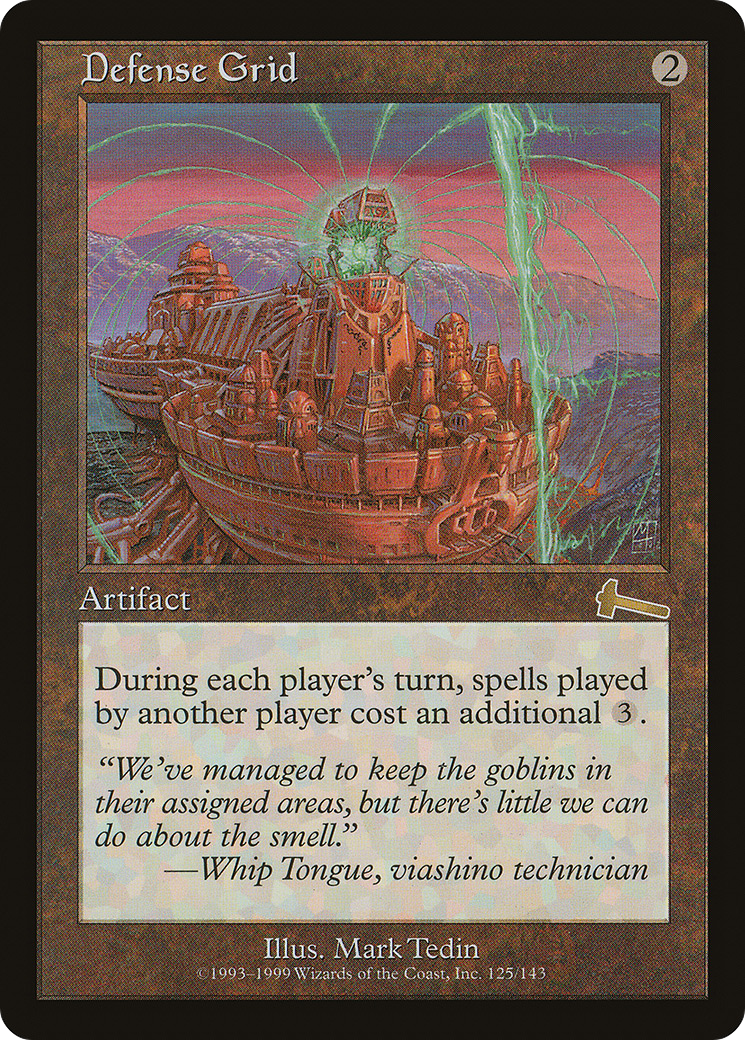 Defense Grid 2
Artifact
During each player's turn, spells played
by another player cost an additional 3.
“We've managed to keep the goblins in
their assigned areas, but there's little we can
do about the smell.”
—Whip Tongue, viashino technician
Illus. Mark Tedin
©1993–1999 Wizards of the Coast, Inc. 125/143